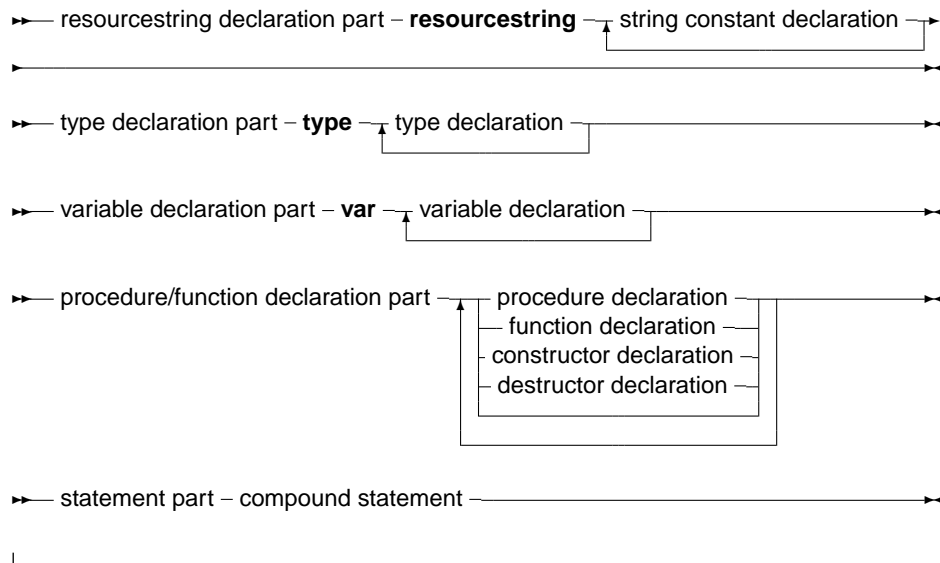 resourcestring declaration part resourcestring string constant declaration
type declaration part type type declaration
variable declaration part var variable declaration
procedure/function declaration part procedure declaration
function declaration
constructor declaration
destructor declaration
statement part compound statement